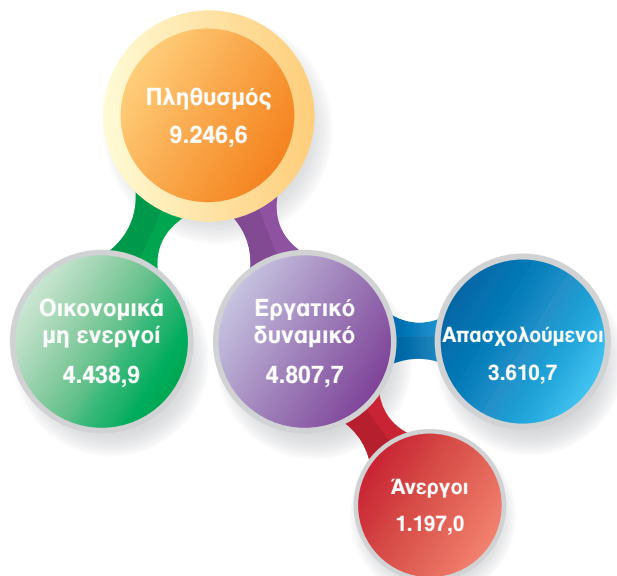 Πληθυσμός
9.246,6
Οικονομικά
μη ενεργοί
4.438,9
Εργατικό
δυναμικό
4.807,7
Απασχολούμενοι
3.610,7
Άνεργοι
1.197,0